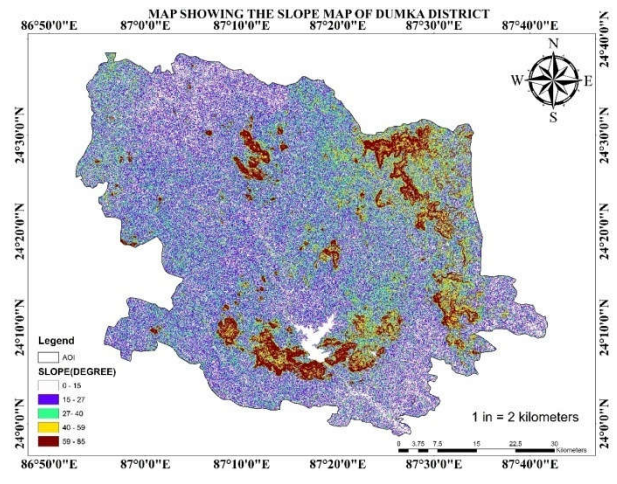 MAP SHOWING THE SLOPE MAP OF DUMKA DISTRICT
86°50'0"E 87°0'0"E 87°10'0"E 87°20'0"E 87°30'0"E 87°40'0"E
24°40'0"N
N
W E
S
24°30'0"N 24°30'0"N
24°20'0"N 24°20'0"N
24°10'0"N 24°10'0"N
24°0'0"N 24°0'0"N
Legend
AOI
SLOPE(DEGREE)
0 - 15
15 - 27
27- 40
40 - 59
59 - 85
1 in = 2 kilometers
0 3.75 7.5 15 22.5 30
Kilometers
86°50'0"E 87°0'0"E 87°10'0"E 87°20'0"E 87°30'0"E 87°40'0"E